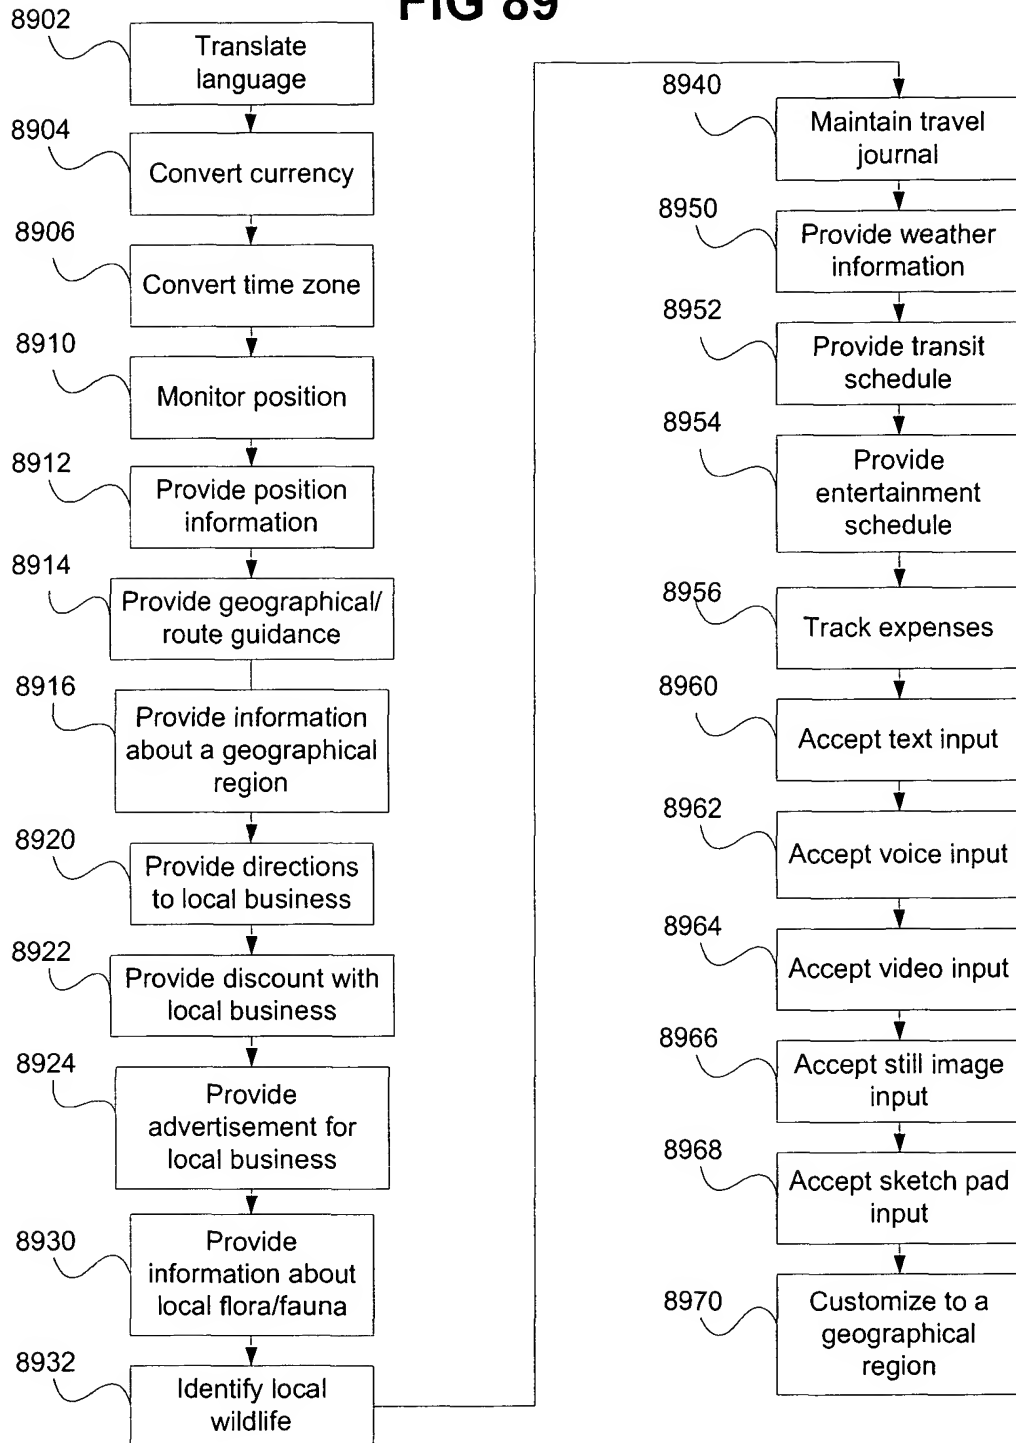 FIG 89
8902
Translate
language
8904
Convert currency
8906
Convert time zone
8910
Monitor position
8912
Provide position
information
8914
Provide geographical/
route guidance
8916
Provide information
about a geographical
region
8920
Provide directions
to local business
8922
Provide discount with
local business
8924
Provide
advertisement for
local business
8930
Provide
information about
local flora/fauna
8932
Identify local
wildlife
8940
Maintain travel
journal
8950
Provide weather
information
8952
Provide transit
schedule
8954
Provide
entertainment
schedule
8956
Track expenses
8960
Accept text input
8962
Accept voice input
8964
Accept video input
8966
Accept still image
input
8968
Accept sketch pad
input
8970
Customize to a
geographical
region